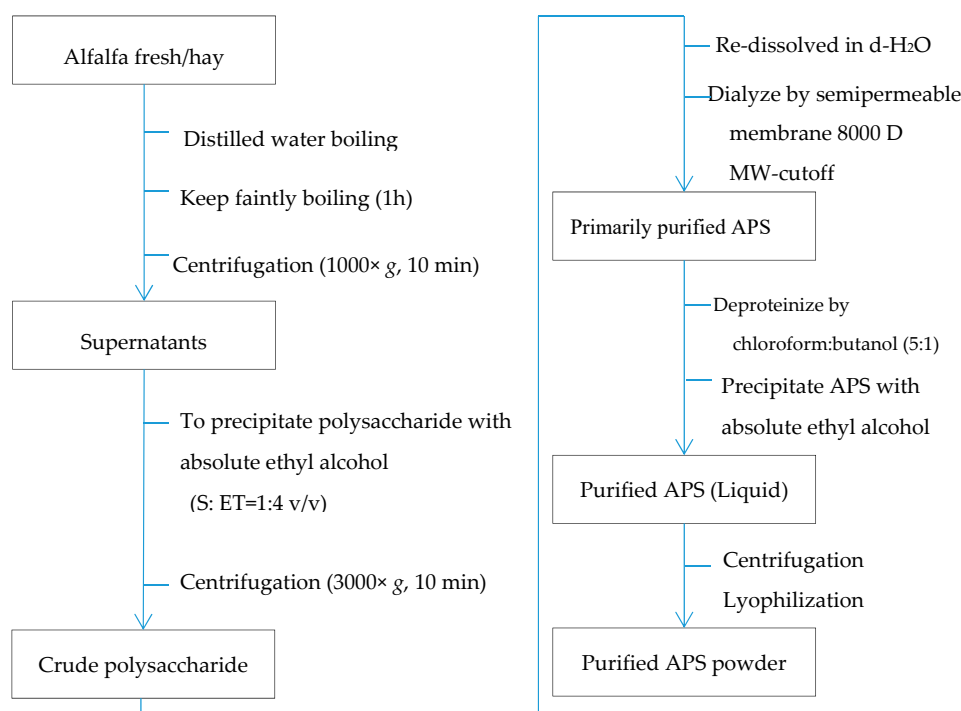 Alfalfa fresh/hay
Distilled water boiling
Keep faintly boiling (1h)
Centrifugation (1000× g, 10 min)
Supernatants
To precipitate polysaccharide with
absolute ethyl alcohol
(S: ET=1:4 v/v)
Centrifugation (3000× g, 10 min)
Crude polysaccharide
Re-dissolved in d-H₂O
Dialyze by semipermeable
membrane 8000 D
MW-cutoff
Primarily purified APS
Deproteinize by
chloroform:butanol (5:1)
Precipitate APS with
absolute ethyl alcohol
Purified APS (Liquid)
Centrifugation
Lyophilization
Purified APS powder